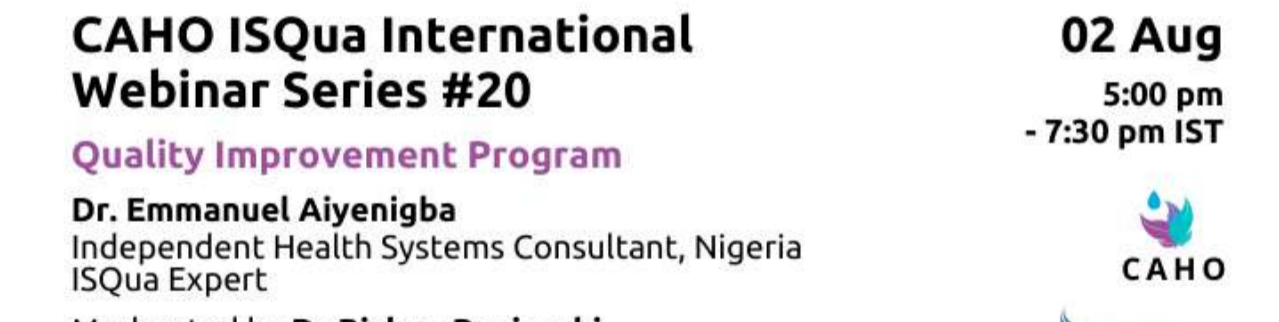 CAHO ISQua International
Webinar Series #20
Quality Improvement Program
Dr. Emmanuel Aiyenigba
Independent Health Systems Consultant, Nigeria
ISQua Expert
02 Aug
5:00 pm
- 7:30 pm IST
CAHO